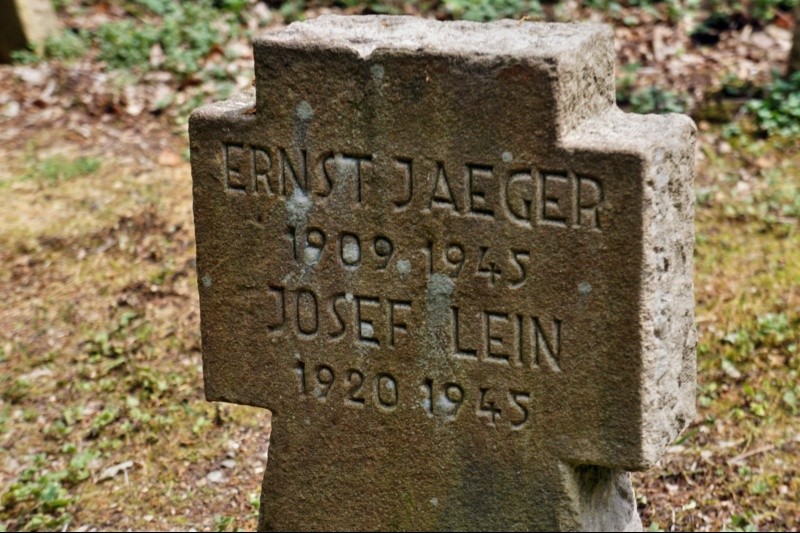 ERNST JAEGER
1909. 1945
JOSEF LEIN
1920 1945